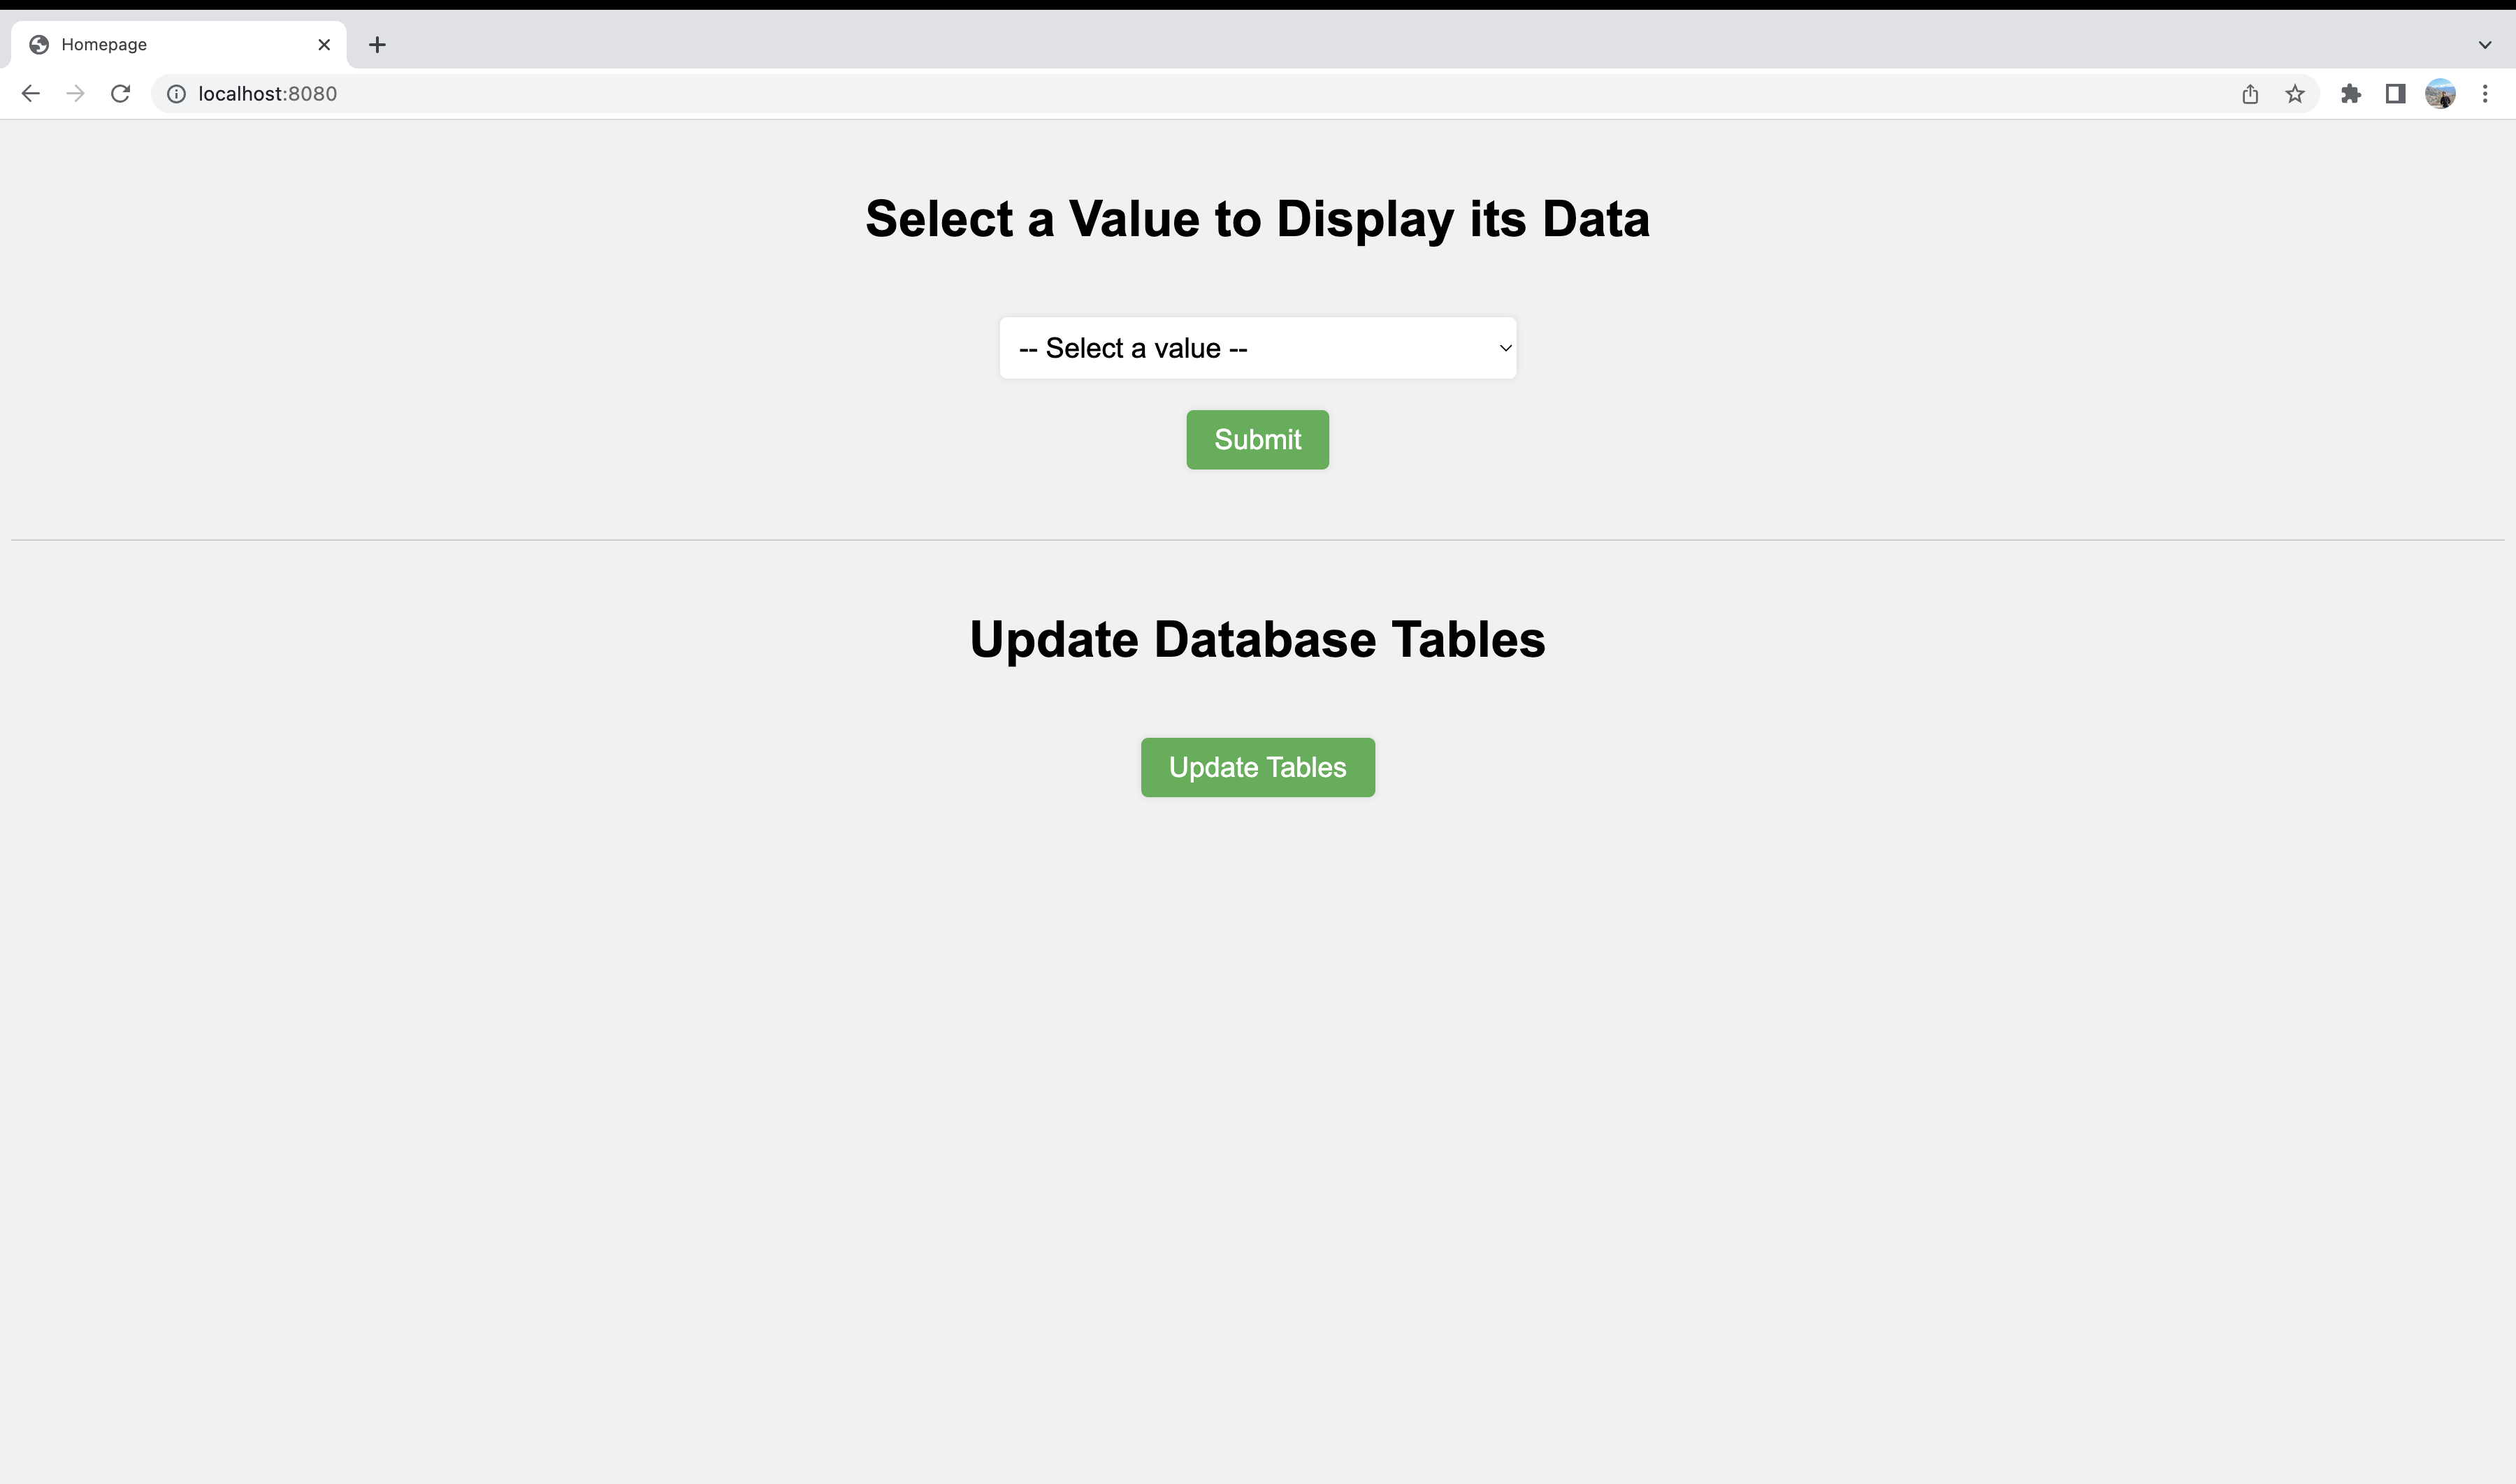 Homepage
localhost:8080
Select a Value to Display its Data
-- Select a value --
Submit
Update Database Tables
Update Tables